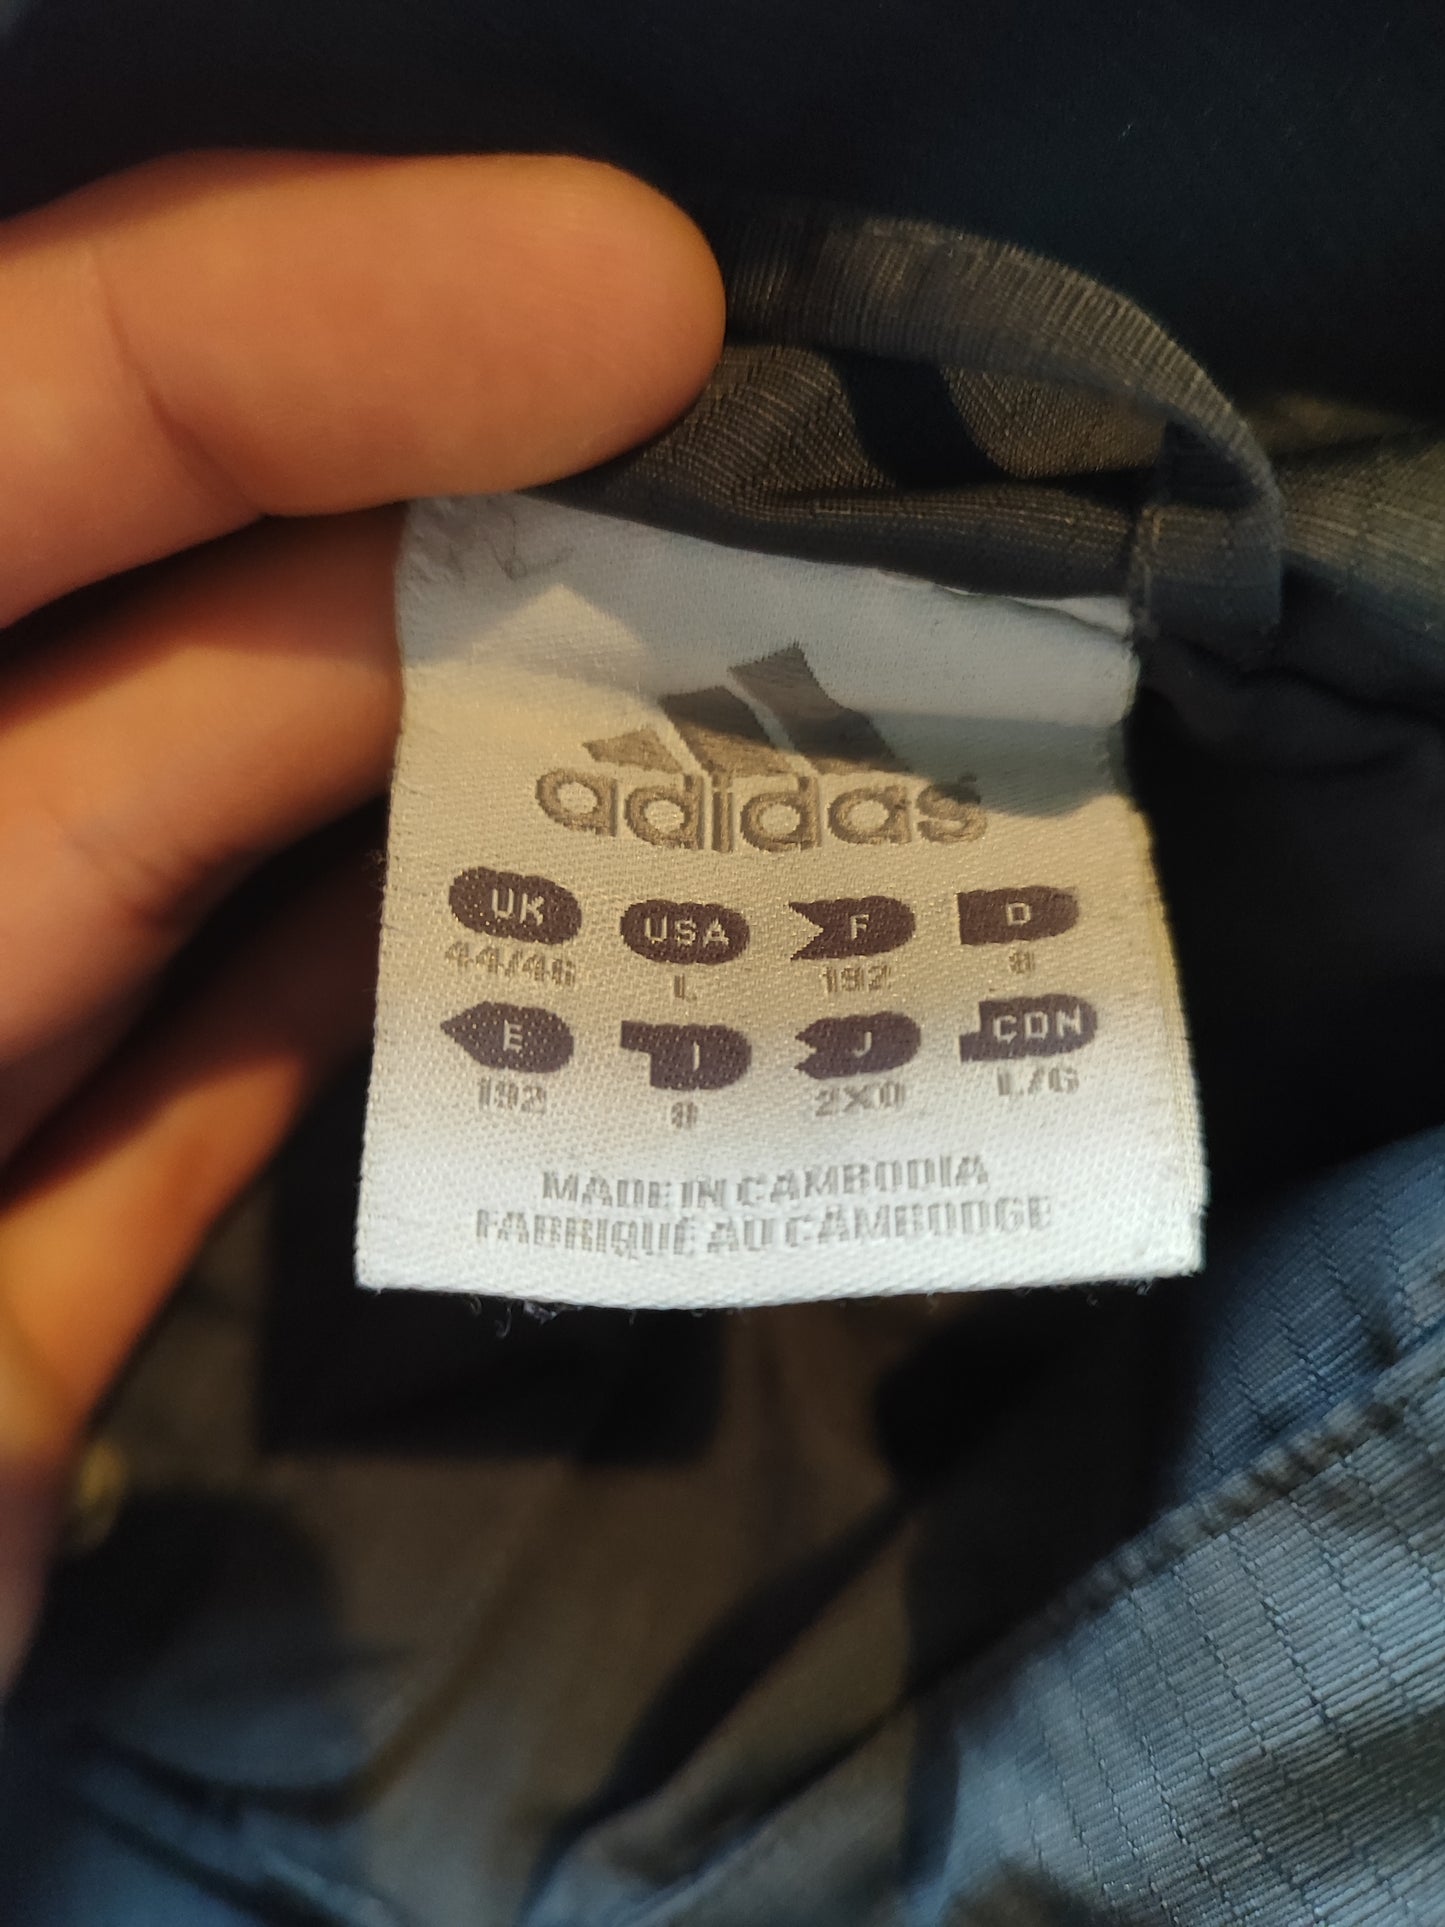 adidas
UK USA F D
44/46 L 192 8
E I J CDN
192 8 2XO L/G
MADE IN CAMBODIA
FABRIQUÉ AU CAMBODGE